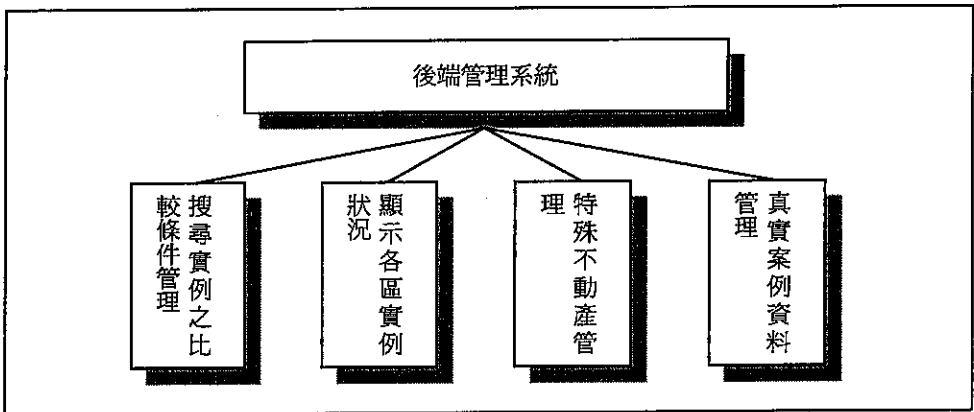 後端管理系統
搜尋實例之比
較條件管理
顯示各區實例
狀況
特殊不動產管
理
真實案例資料
管理